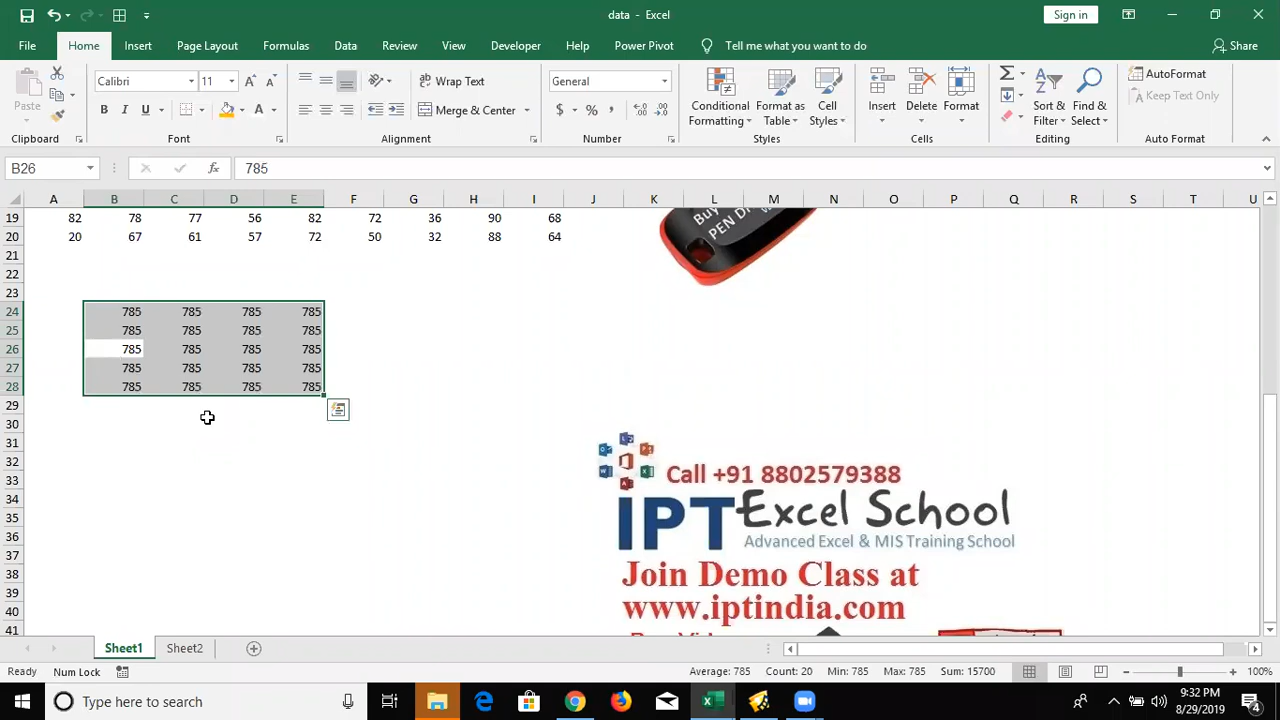 data - Excel
Sign in
File Home Insert Page Layout Formulas Data Review View Developer Help Power Pivot Tell me what you want to do Share
Paste
Calibri 11
B I U
Wrap Text
Merge & Center
General
$ % ,
Conditional Formatting
Format as Table
Cell Styles
Insert Delete Format
Sort & Filter
Find & Select
AutoFormat
Keep Text Only
Clipboard Font Alignment Number Styles Cells Editing Auto Format
B26 fx 785
A B C D E F G H I J K L M N O P Q R S T U
19 82 78 77 56 82 72 36 90 68
20 20 67 61 57 72 50 32 88 64
21
22
23
24 785 785 785 785
25 785 785 785 785
26 785 785 785 785
27 785 785 785 785
28 785 785 785 785
29
30
31
32
33
34
35
36
37
38
39
40
41
Buy
PEN DR
Call +91 8802579388
IPT Excel School
Advanced Excel & MIS Training School
Join Demo Class at
www.iptindia.com
Sheet1 Sheet2
Ready Num Lock Average: 785 Count: 20 Min: 785 Max: 785 Sum: 15700 100%
Type here to search
9:32 PM
8/29/2019
4